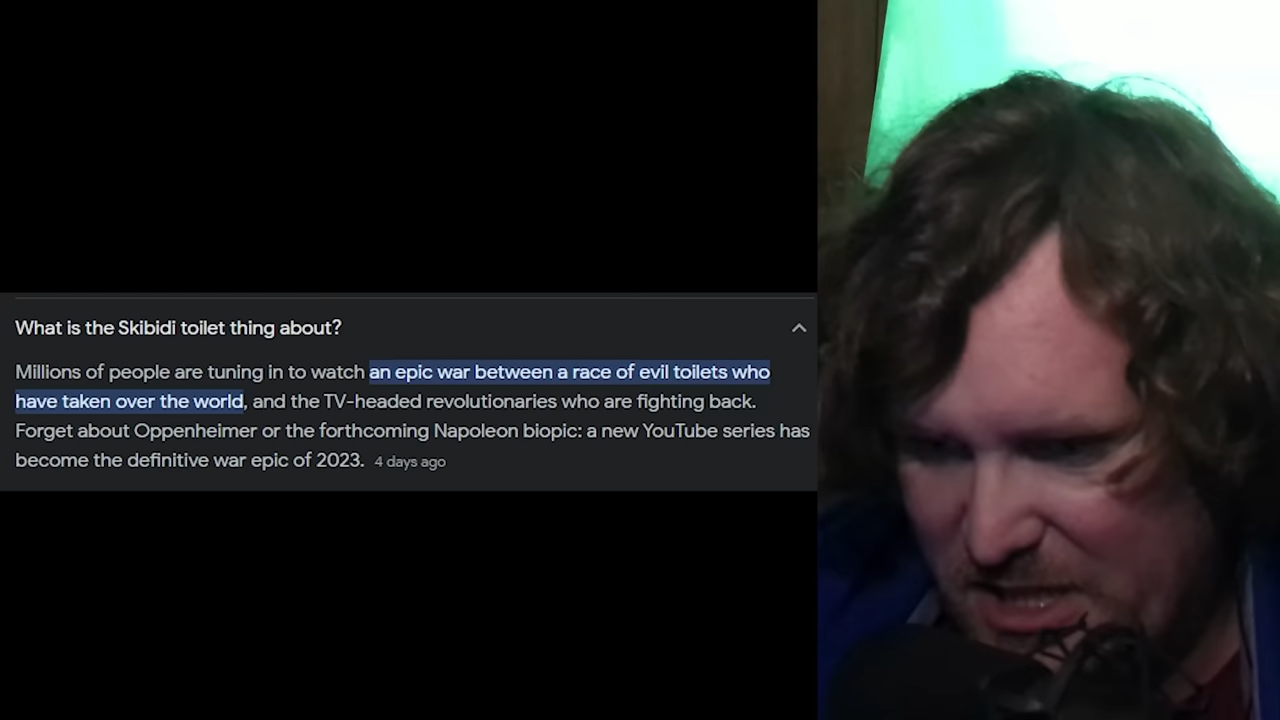 What is the Skibidi toilet thing about?
Millions of people are tuning in to watch an epic war between a race of evil toilets who
have taken over the world, and the TV-headed revolutionaries who are fighting back.
Forget about Oppenheimer or the forthcoming Napoleon biopic: a new YouTube series has
become the definitive war epic of 2023. 4 days ago